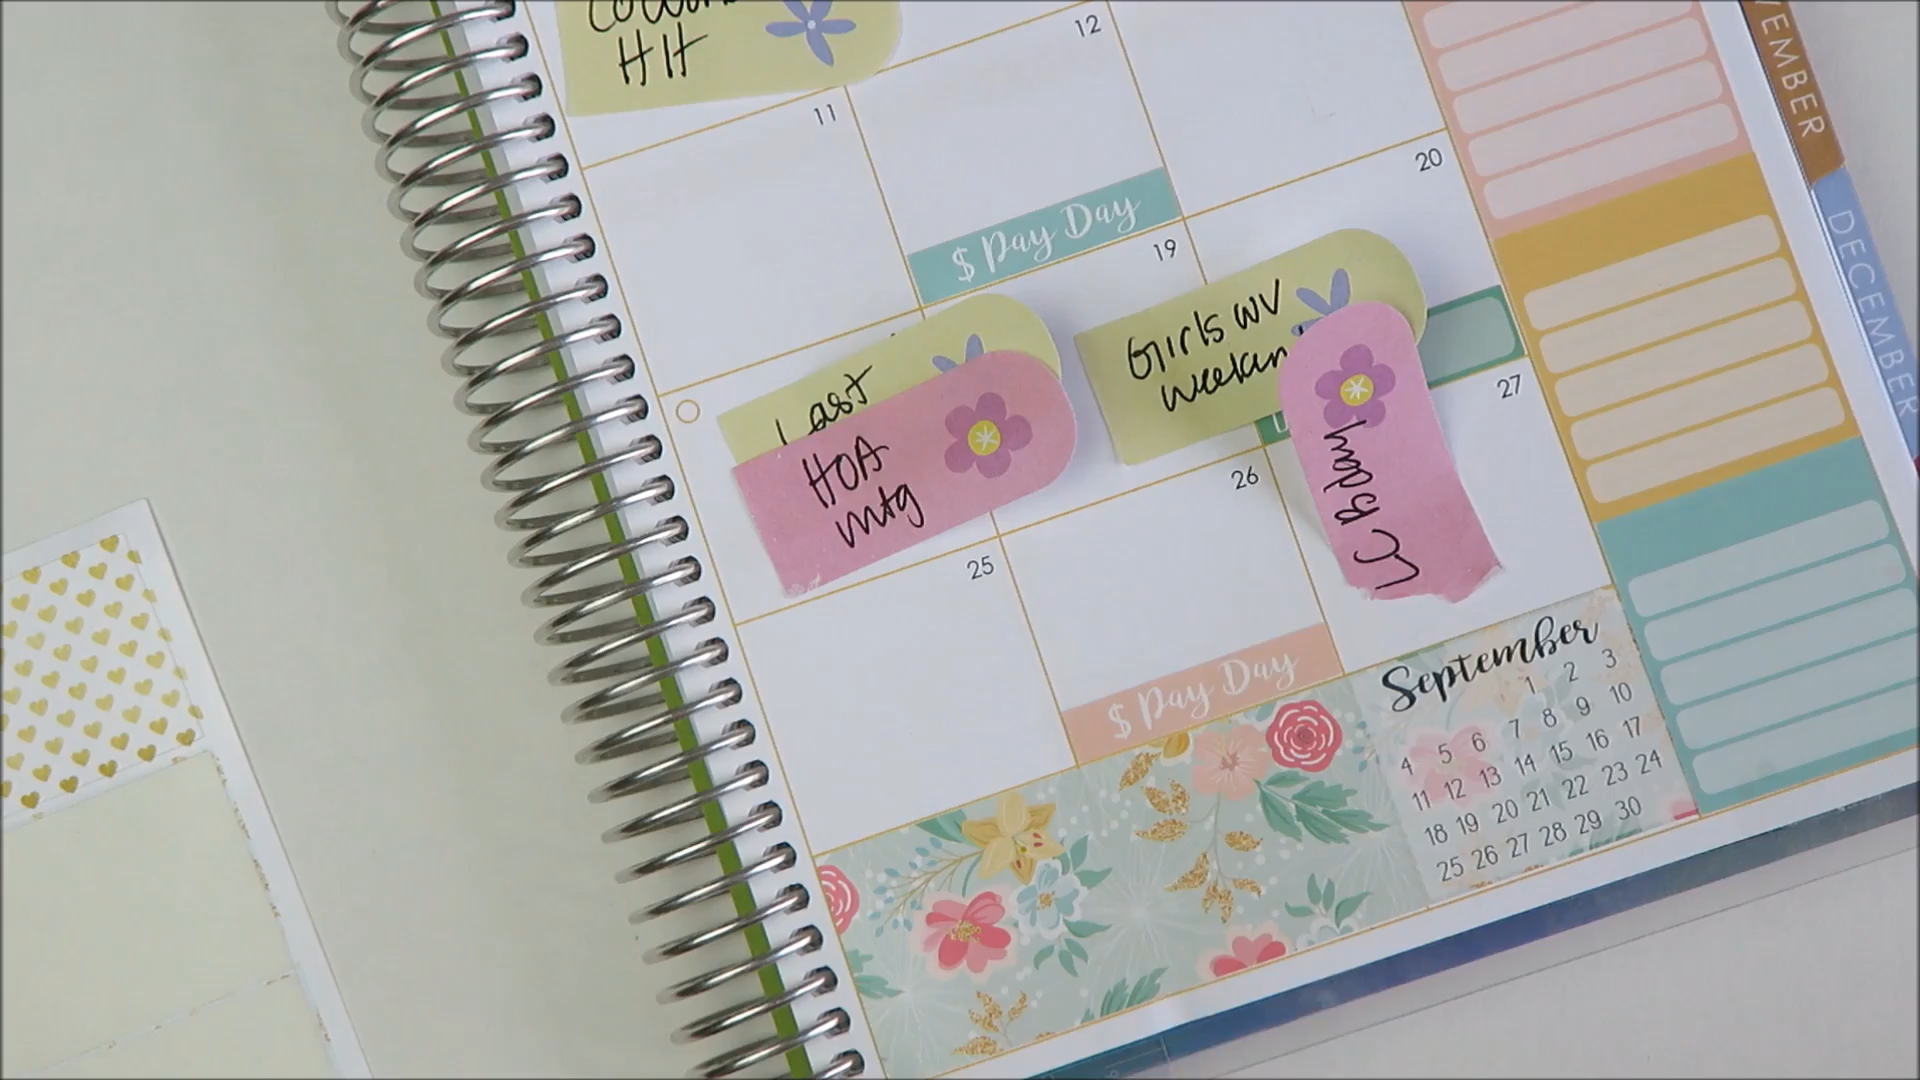 HH
12
11
20
$ Pay Day
19
Girls WV
Last
HOA
mtg
LC Bday
27
26
25
$ Pay Day
September
1 2 3
4 5 6 7 8 9 10
11 12 13 14 15 16 17
18 19 20 21 22 23 24
25 26 27 28 29 30
VEMBER
DECEMBER